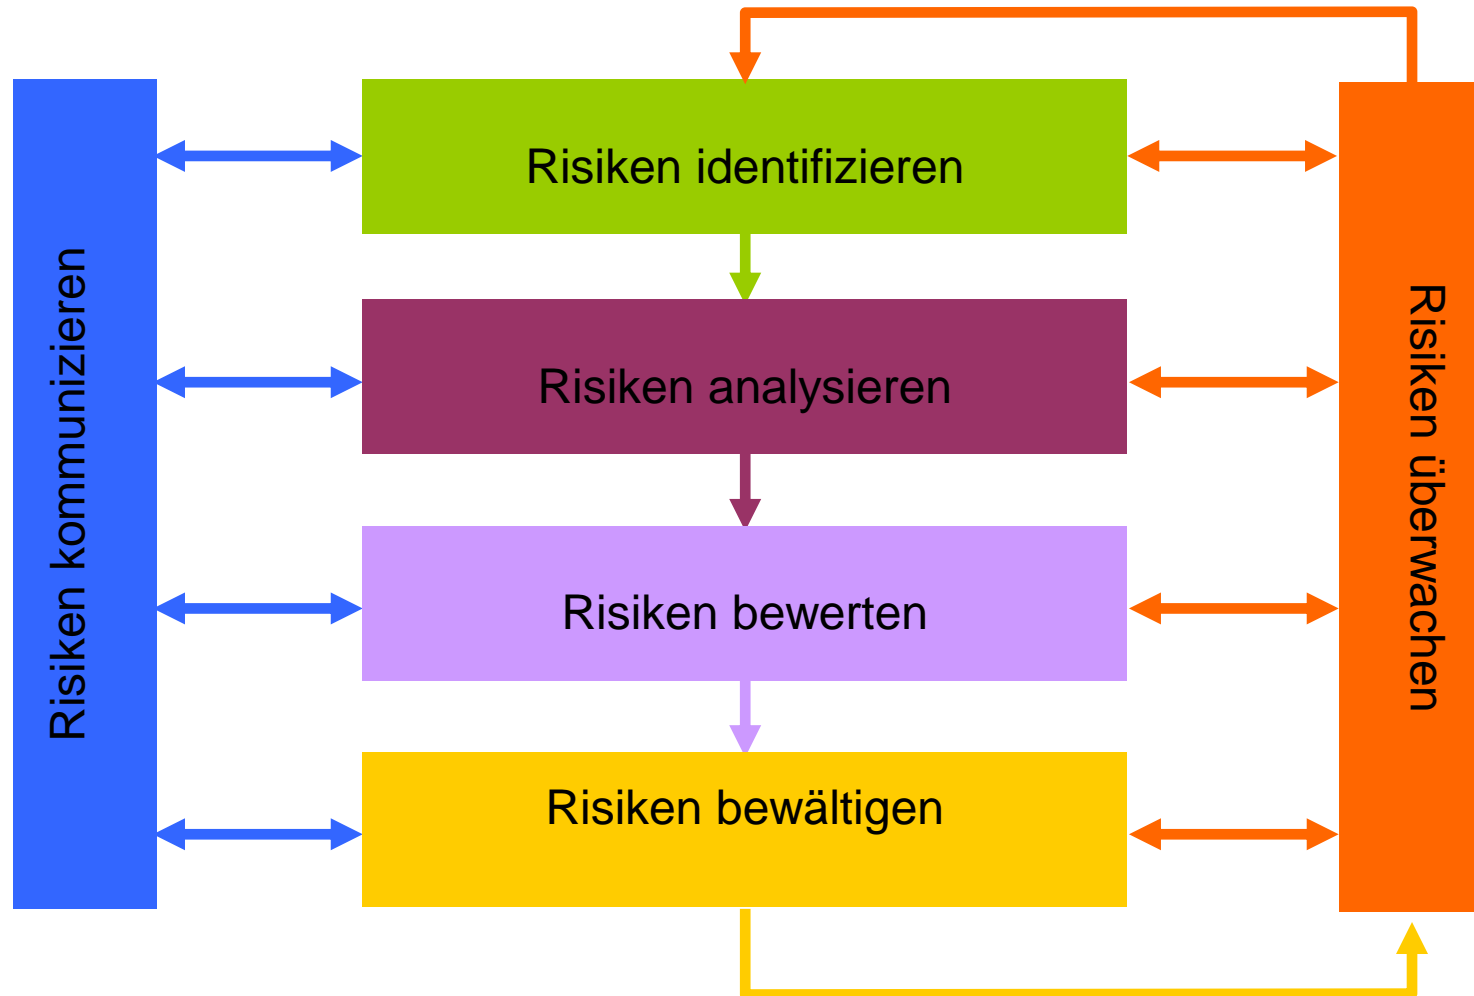 Risiken kommunizieren
Risiken identifizieren
Risiken analysieren
Risiken bewerten
Risiken bewältigen
Risiken überwachen